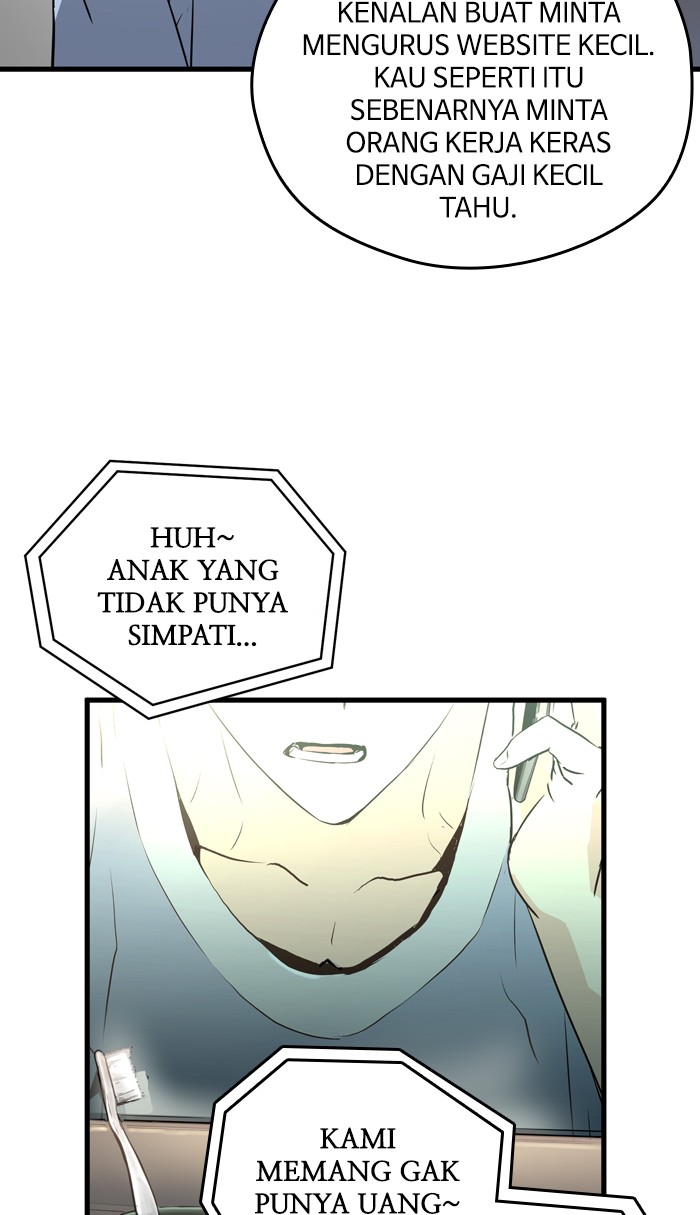 KENALAN BUAT MINTA
MENGURUS WEBSITE KECIL.
KAU SEPERTI ITU
SEBENARNYA MINTA
ORANG KERJA KERAS
DENGAN GAJI KECIL
TAHU.
HUH~
ANAK YANG
TIDAK PUNYA
SIMPATI...
KAMI
MEMANG GAK
PUNYA UANG~